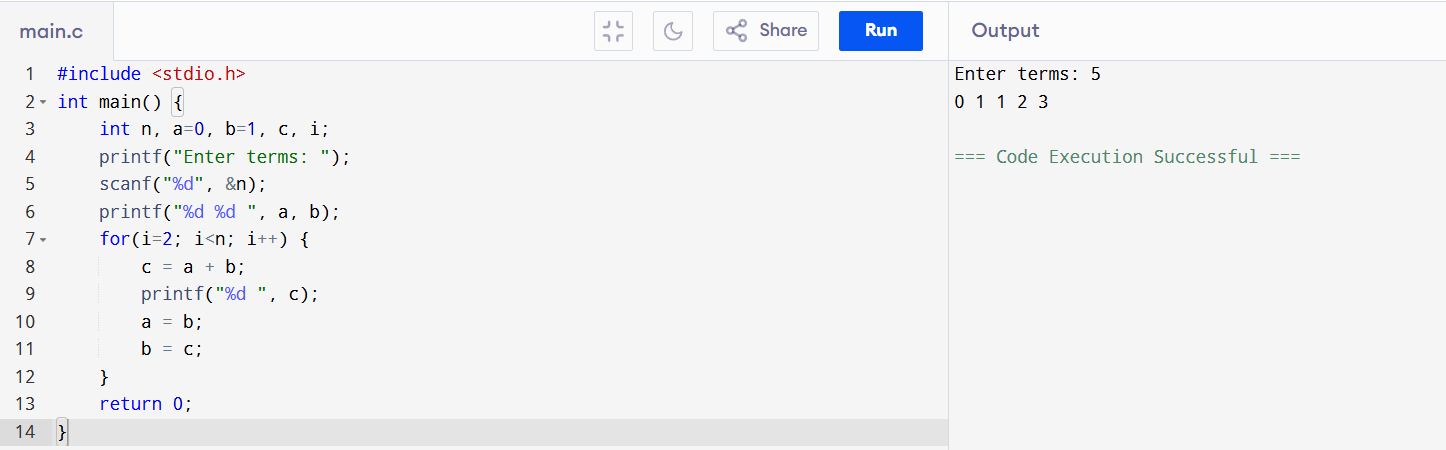 main.c
Share
Run
Output
1 #include <stdio.h>
2 int main() {
3     int n, a=0, b=1, c, i;
4     printf("Enter terms: ");
5     scanf("%d", &n);
6     printf("%d %d ", a, b);
7     for(i=2; i<n; i++) {
8         c = a + b;
9         printf("%d ", c);
10         a = b;
11         b = c;
12     }
13     return 0;
14 }
Enter terms: 5
0 1 1 2 3
=== Code Execution Successful ===